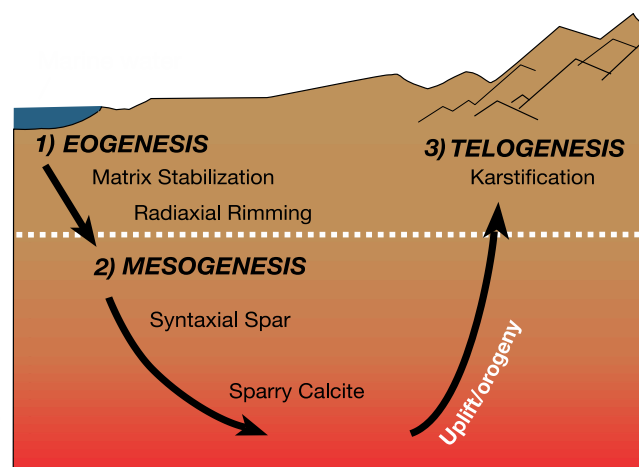 1) EOGENESIS
Matrix Stabilization
Radiaxial Rimming
2) MESOGENESIS
Syntaxial Spar
Sparry Calcite
Uplift/orogeny
3) TELOGENESIS
Karstification